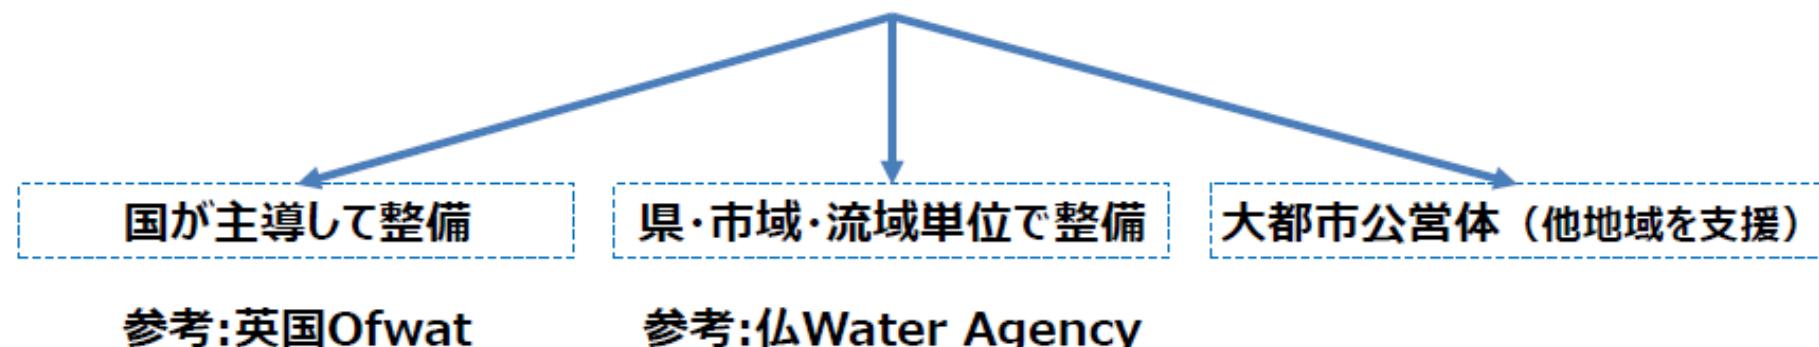 国が主導して整備
県・市域・流域単位で整備
大都市公営体（他地域を支援）
参考:英国Ofwat
参考:仏Water Agency